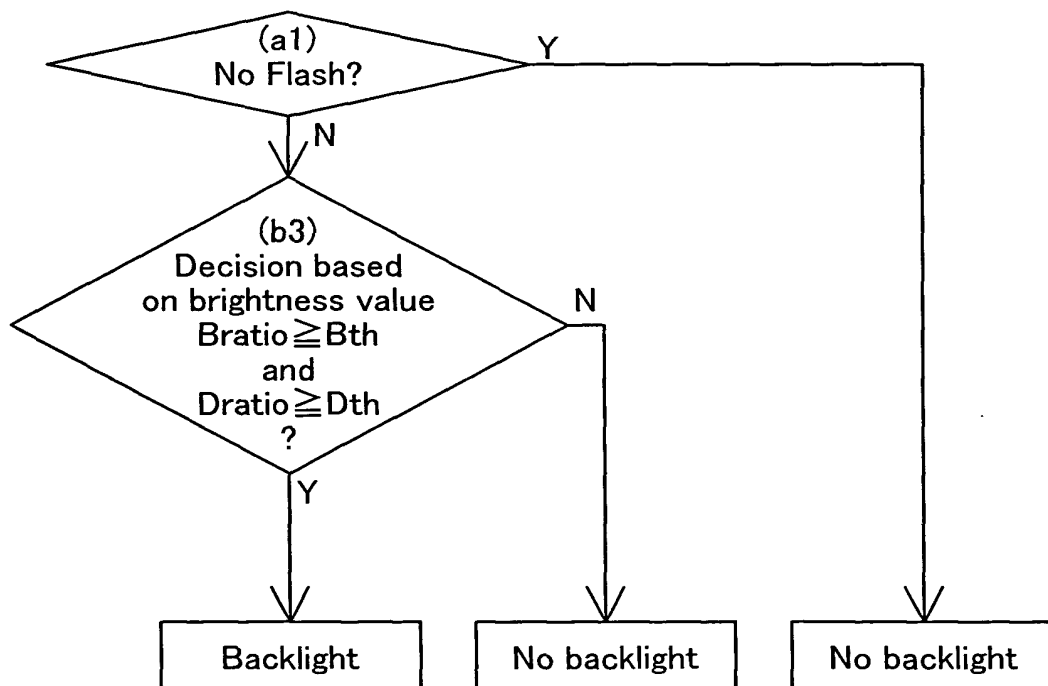 (a1)
No Flash?
Y
N
(b3)
Decision based
on brightness value
Bratio≧Bth
and
Dratio≧Dth
?
N
Y
Backlight
No backlight
No backlight